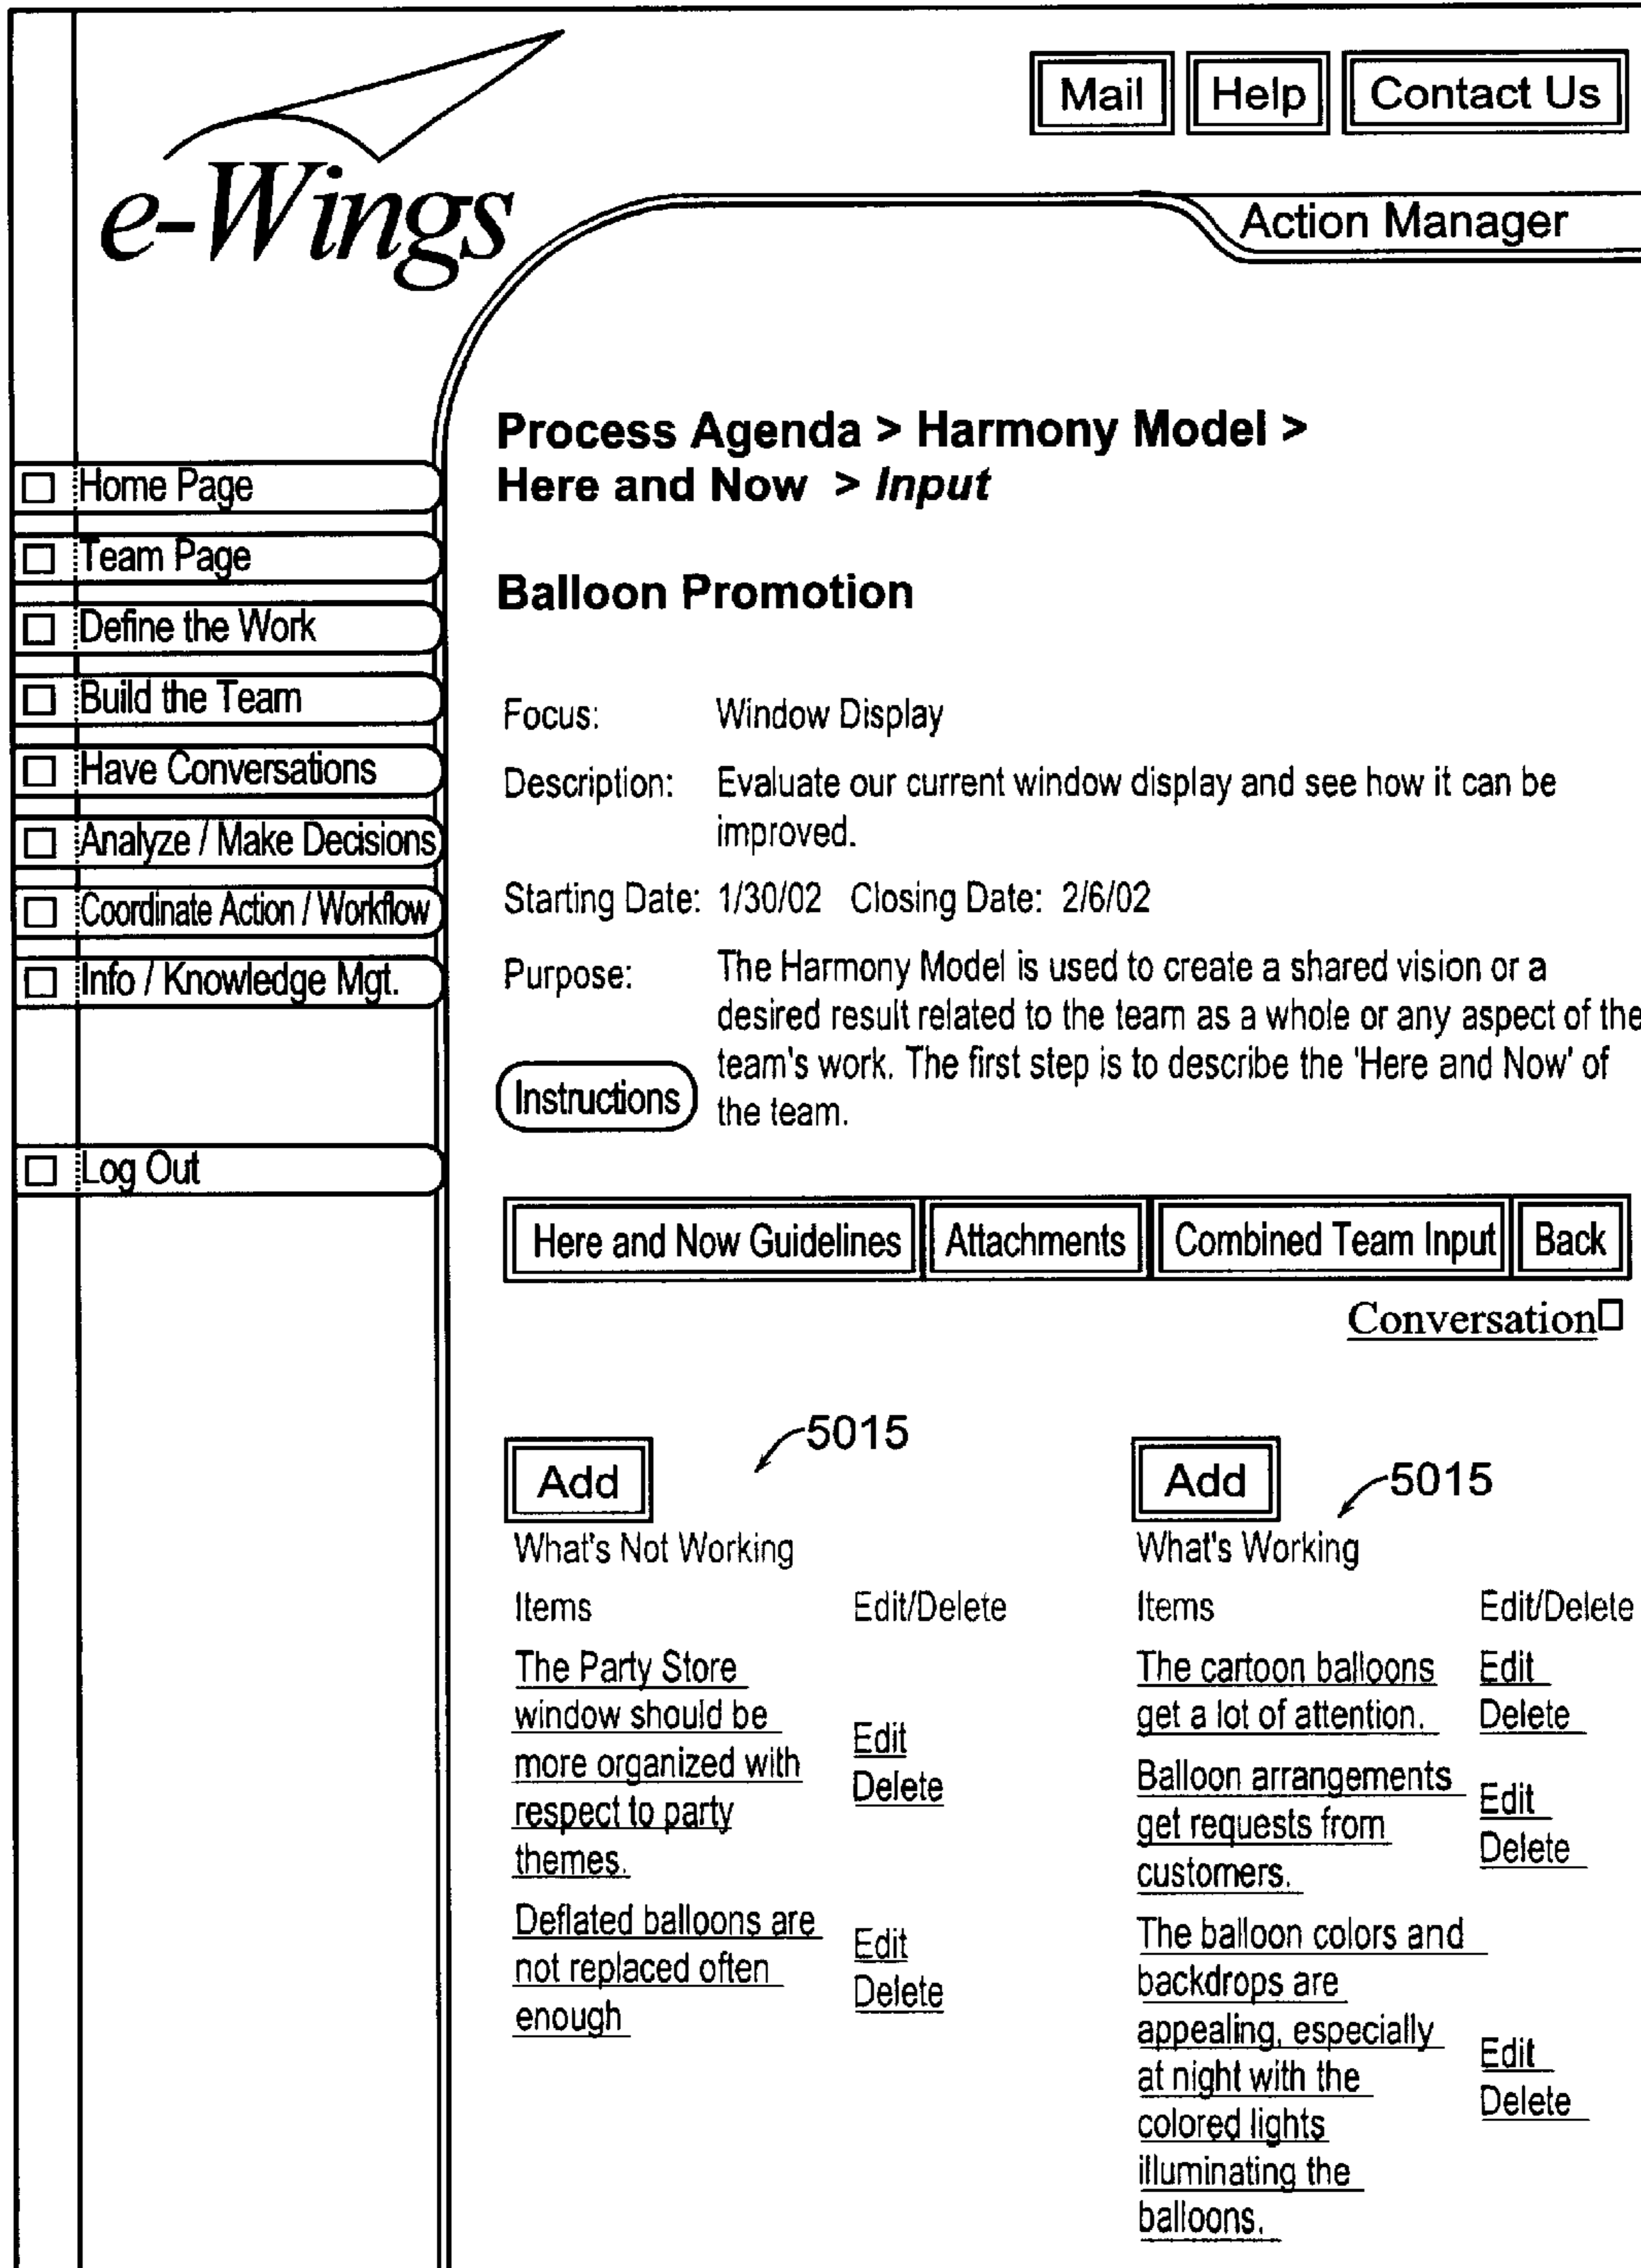 e-Wings
Mail
Help
Contact Us
Action Manager
Home Page
Team Page
Define the Work
Build the Team
Have Conversations
Analyze / Make Decisions
Coordinate Action / Workflow
Info / Knowledge Mgt.
Log Out
Process Agenda > Harmony Model >
Here and Now > Input
Balloon Promotion
Focus: Window Display
Description: Evaluate our current window display and see how it can be
improved.
Starting Date: 1/30/02 Closing Date: 2/6/02
Purpose: The Harmony Model is used to create a shared vision or a
desired result related to the team as a whole or any aspect of the
team's work. The first step is to describe the 'Here and Now' of
the team.
Instructions
Here and Now Guidelines
Attachments
Combined Team Input
Back
Conversation
Add
5015
What's Not Working
Items Edit/Delete
The Party Store
window should be
more organized with
respect to party
themes.
Edit
Delete
Deflated balloons are
not replaced often
enough
Edit
Delete
Add
5015
What's Working
Items Edit/Delete
The cartoon balloons
get a lot of attention.
Edit
Delete
Balloon arrangements
get requests from
customers.
Edit
Delete
The balloon colors and
backdrops are
appealing, especially
at night with the
colored lights
illuminating the
balloons.
Edit
Delete